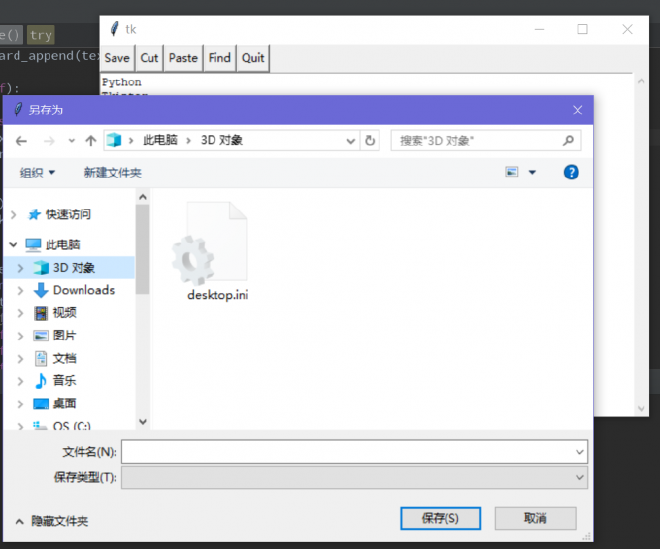 e() try
tk
ard_append(te
Save Cut Paste Find Quit
f):
Python
另存为
此电脑 › 3D 对象
搜索"3D 对象"
组织 新建文件夹
快速访问
此电脑
3D 对象
Downloads
视频
图片
文档
音乐
桌面
OS (C:)
desktop.ini
文件名(N):
保存类型(T):
隐藏文件夹
保存(S) 取消